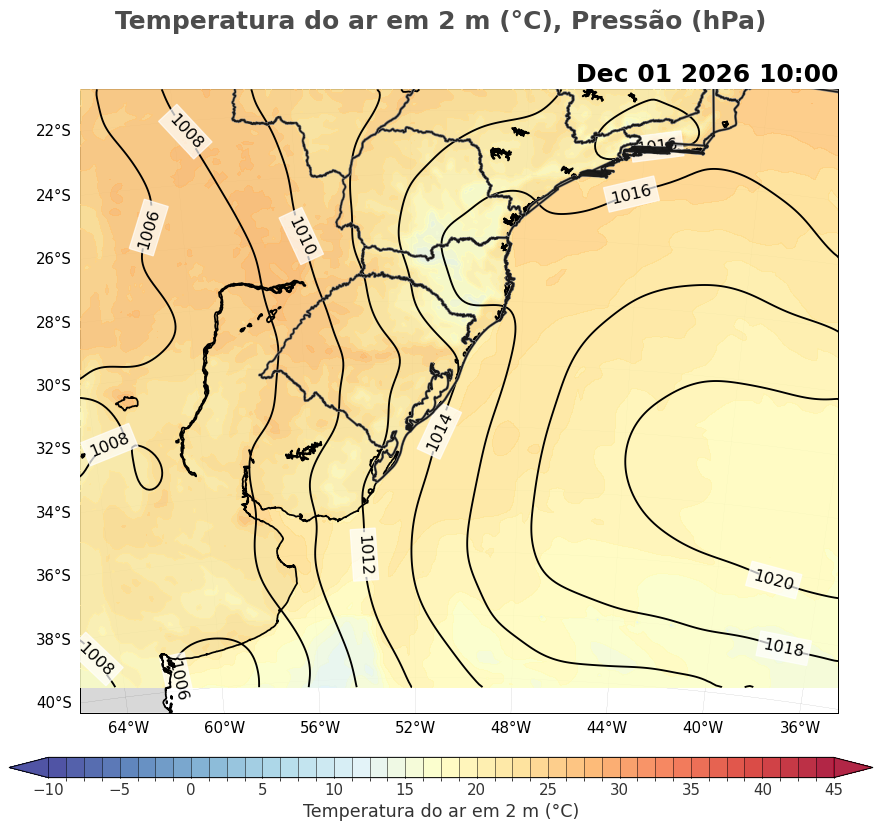 Temperatura do ar em 2 m (°C), Pressão (hPa)
Dec 01 2026 10:00
22°S
24°S
26°S
28°S
30°S
32°S
34°S
36°S
38°S
40°S
1008
1016
1016
1006
1010
1014
1008
1012
1020
1018
1008
1006
64°W
60°W
56°W
52°W
48°W
44°W
40°W
36°W
−10
−5
0
5
10
15
20
25
30
35
40
45
Temperatura do ar em 2 m (°C)